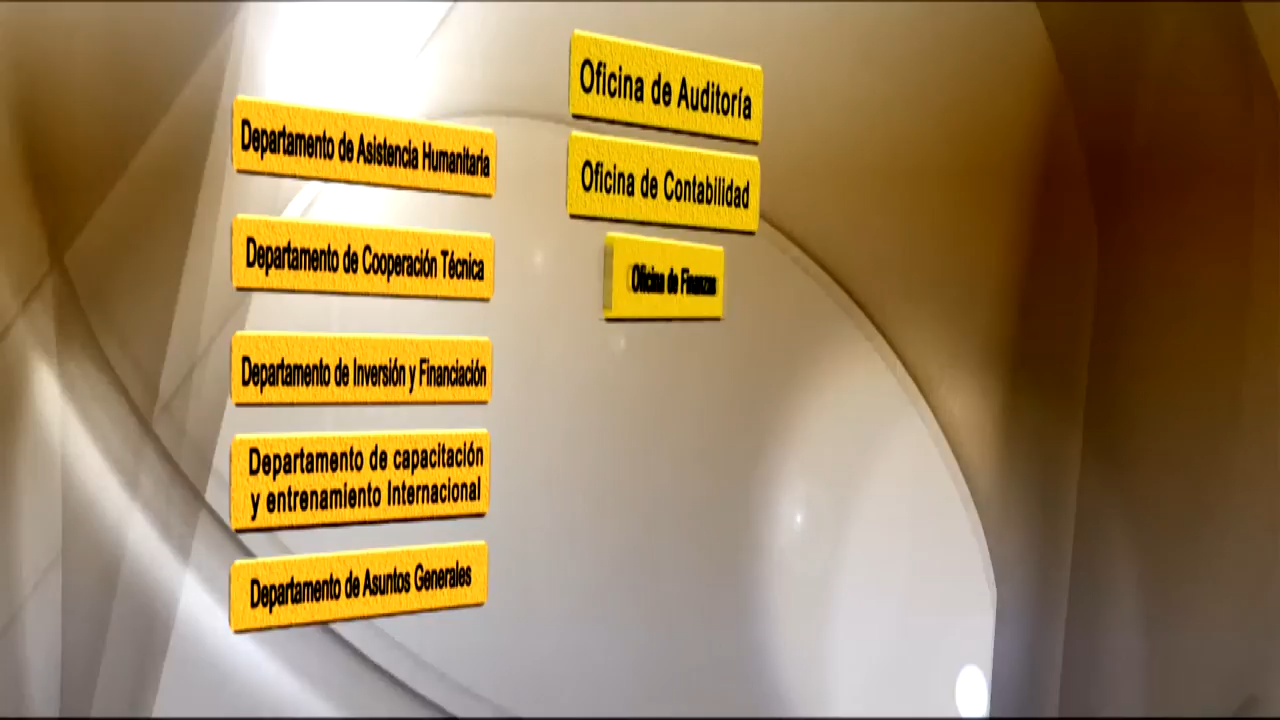 Departamento de Asistencia Humanitaria
Departamento de Cooperación Técnica
Departamento de Inversión y Financiación
Departamento de capacitación
y entrenamiento Internacional
Departamento de Asuntos Generales
Oficina de Auditoría
Oficina de Contabilidad
Oficina de Finanzas